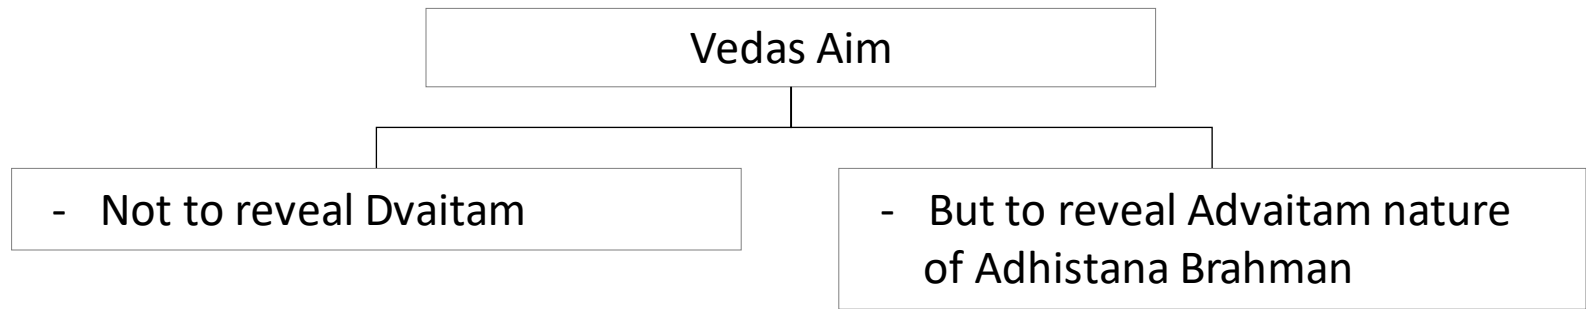 Vedas Aim
- Not to reveal Dvaitam
- But to reveal Advaitam nature
of Adhistana Brahman